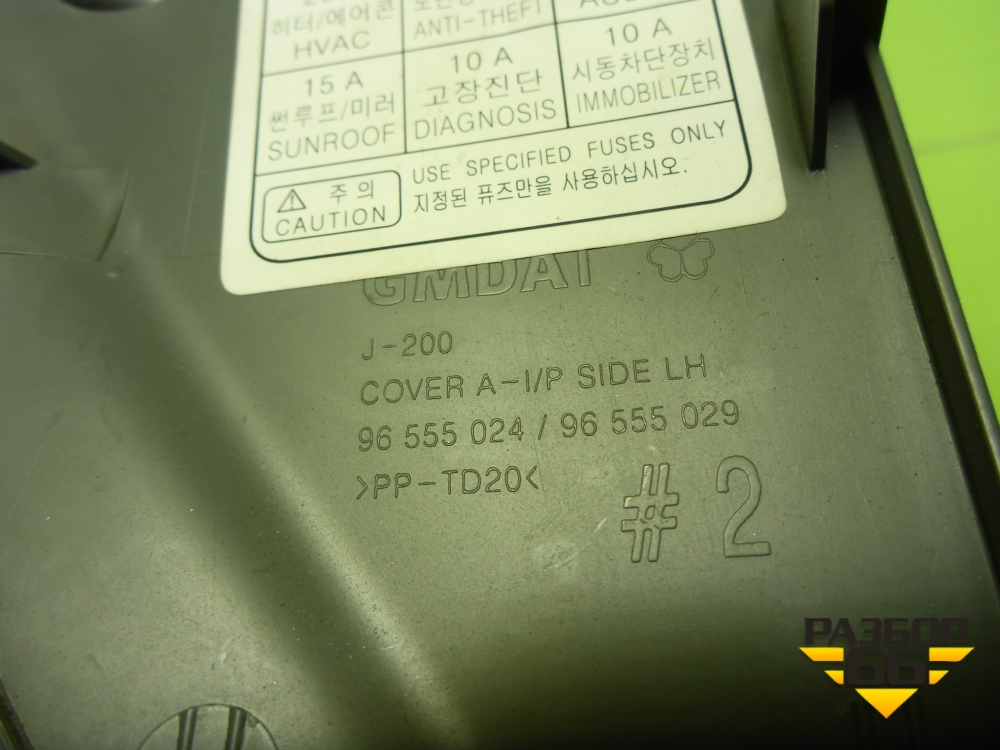 히터/에어컨
HVAC
ANTI-THEFT
15 A
썬루프/미러
SUNROOF
10 A
고장진단
DIAGNOSIS
10 A
시동차단장치
IMMOBILIZER
주의
CAUTION
USE SPECIFIED FUSES ONLY
지정된 퓨즈만을 사용하십시오.
GMDAT
J-200
COVER A-I/P SIDE LH
96 555 024 / 96 555 029
>PP-TD20<
# 2
РАЗБОР
66